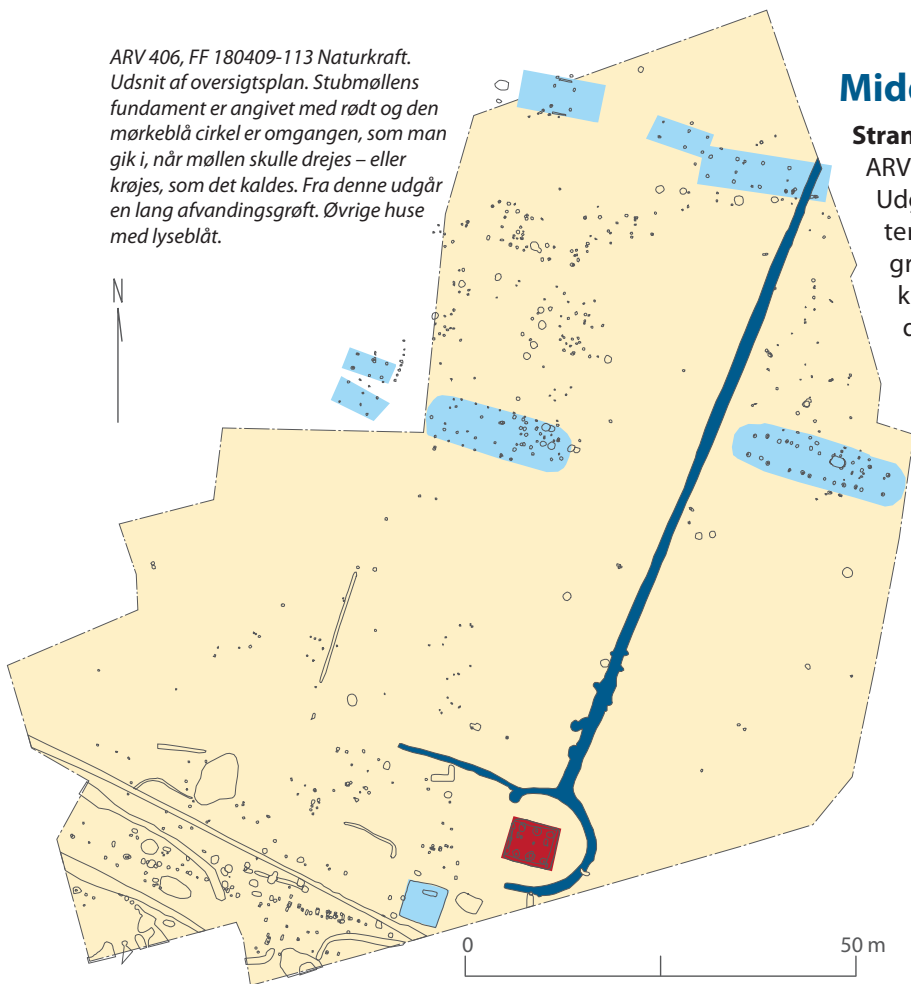 ARV 406, FF 180409-113 Naturkraft.
Udsnit af oversigtsplan. Stubmøllens
fundament er angivet med rødt og den
mørkeblå cirkel er omgangen, som man
gik i, når møllen skulle drejes – eller
krøjes, som det kaldes. Fra denne udgår
en lang afvandingsgrøft. Øvrige huse
med lyseblåt.
N
0
50 m